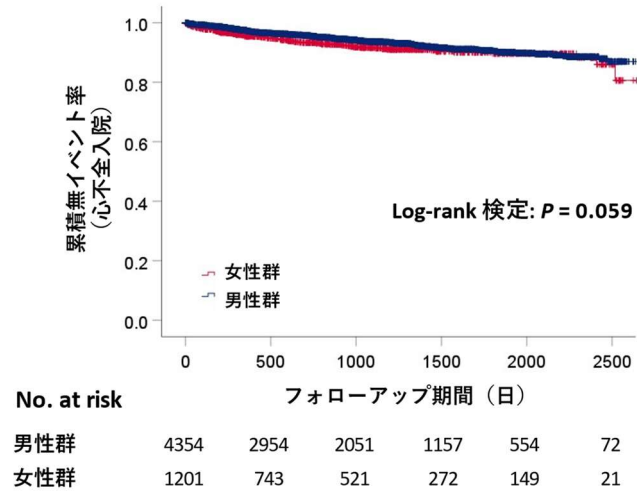 1.0
0.8
0.6
0.4
0.2
0.0
累積無イベント率
（心不全入院）
Log-rank 検定: P = 0.059
女性群
男性群
0 500 1000 1500 2000 2500
フォローアップ期間（日）
No. at risk
男性群 4354 2954 2051 1157 554 72
女性群 1201 743 521 272 149 21